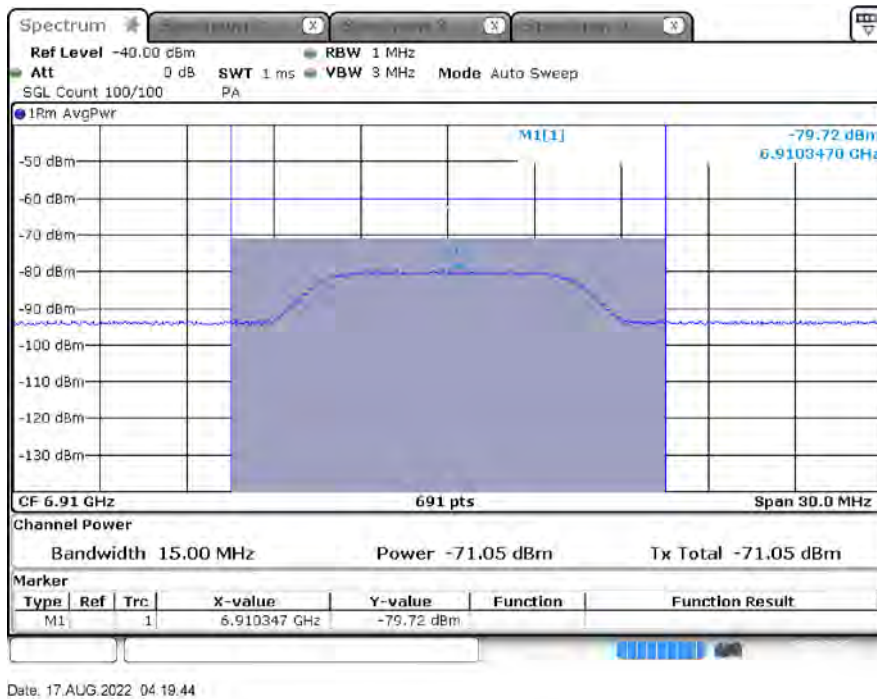 Spectrum
X
X
X
Ref Level -40.00 dBm
RBW 1 MHz
Att 0 dB SWT 1 ms VBW 3 MHz Mode Auto Sweep
SGL Count 100/100 PA
1Rm AvgPwr
M1[1] -79.72 dBm
6.9103470 GHz
-50 dBm
-60 dBm
-70 dBm
-80 dBm
-90 dBm
-100 dBm
-110 dBm
-120 dBm
-130 dBm
CF 6.91 GHz 691 pts Span 30.0 MHz
Channel Power
Bandwidth 15.00 MHz Power -71.05 dBm Tx Total -71.05 dBm
Marker
Type Ref Trc X-value Y-value Function Function Result
M1 1 6.910347 GHz -79.72 dBm
Date: 17.AUG.2022 04:19:44